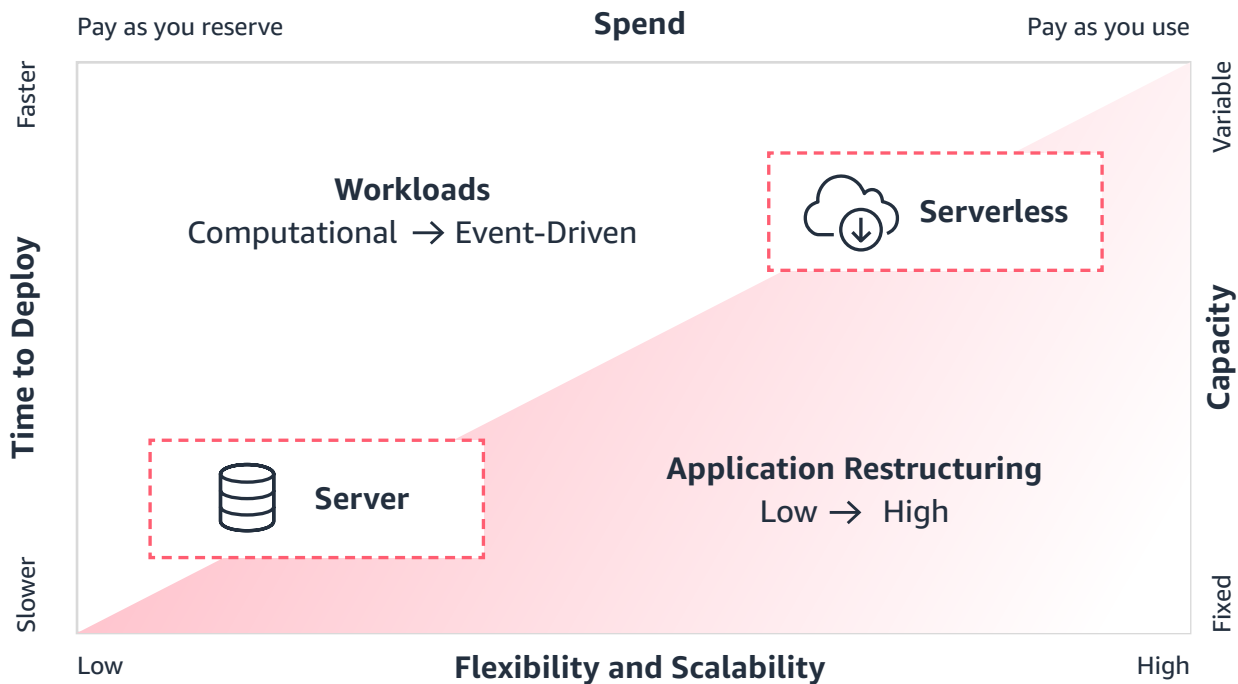 Pay as you reserve
Spend
Pay as you use
Faster
Time to Deploy
Slower
Variable
Capacity
Fixed
Workloads
Computational → Event-Driven
Serverless
Server
Application Restructuring
Low → High
Low
Flexibility and Scalability
High